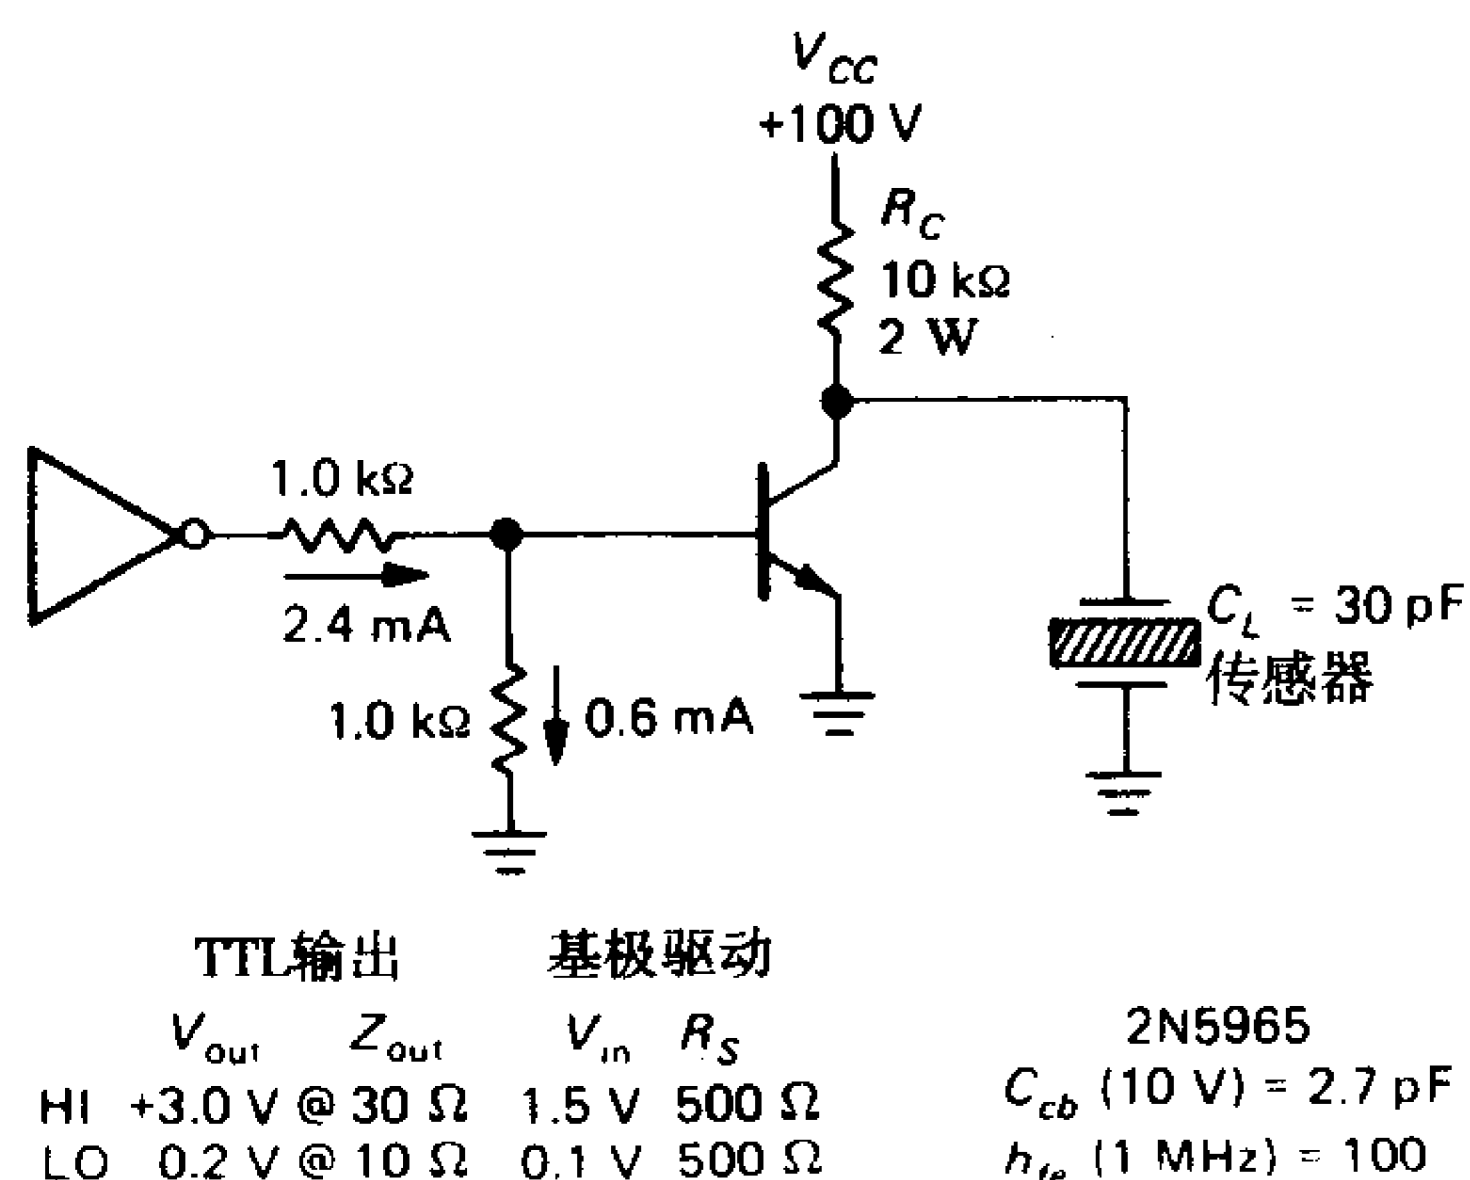 V_CC
+100 V
R_C
10 kΩ
2 W
1.0 kΩ
2.4 mA
1.0 kΩ
0.6 mA
C_L = 30 pF
传感器
TTL输出 基极驱动
V_out Z_out V_in R_S
HI +3.0 V @ 30 Ω 1.5 V 500 Ω
LO 0.2 V @ 10 Ω 0.1 V 500 Ω
2N5965
C_cb (10 V) = 2.7 pF
h_fe (1 MHz) = 100